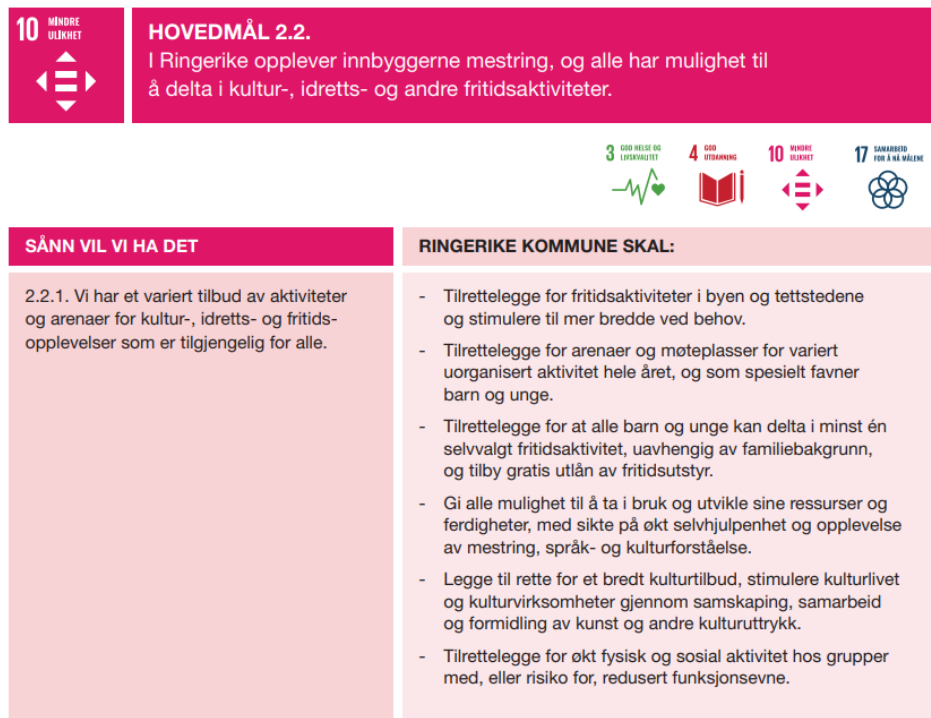 10 MINDRE
ULIKHET
HOVEDMÅL 2.2.
I Ringerike opplever innbyggerne mestring, og alle har mulighet til
å delta i kultur-, idretts- og andre fritidsaktiviteter.
3 GOD HELSE OG
LIVSKVALITET
4 GOD
UTDANNING
10 MINDRE
ULIKHET
17 SAMARBEID
FOR Å NÅ MÅLENE
SÅNN VIL VI HA DET
2.2.1. Vi har et variert tilbud av aktiviteter
og arenaer for kultur-, idretts- og fritids-
opplevelser som er tilgjengelig for alle.
RINGERIKE KOMMUNE SKAL:
- Tilrettelegge for fritidsaktiviteter i byen og tettstedene
og stimulere til mer bredde ved behov.
- Tilrettelegge for arenaer og møteplasser for variert
uorganisert aktivitet hele året, og som spesielt favner
barn og unge.
- Tilrettelegge for at alle barn og unge kan delta i minst én
selvvalgt fritidsaktivitet, uavhengig av familiebakgrunn,
og tilby gratis utlån av fritidsutstyr.
- Gi alle mulighet til å ta i bruk og utvikle sine ressurser og
ferdigheter, med sikte på økt selvhjulpenhet og opplevelse
av mestring, språk- og kulturforståelse.
- Legge til rette for et bredt kulturtilbud, stimulere kulturlivet
og kulturvirksomheter gjennom samskaping, samarbeid
og formidling av kunst og andre kulturuttrykk.
- Tilrettelegge for økt fysisk og sosial aktivitet hos grupper
med, eller risiko for, redusert funksjonsevne.